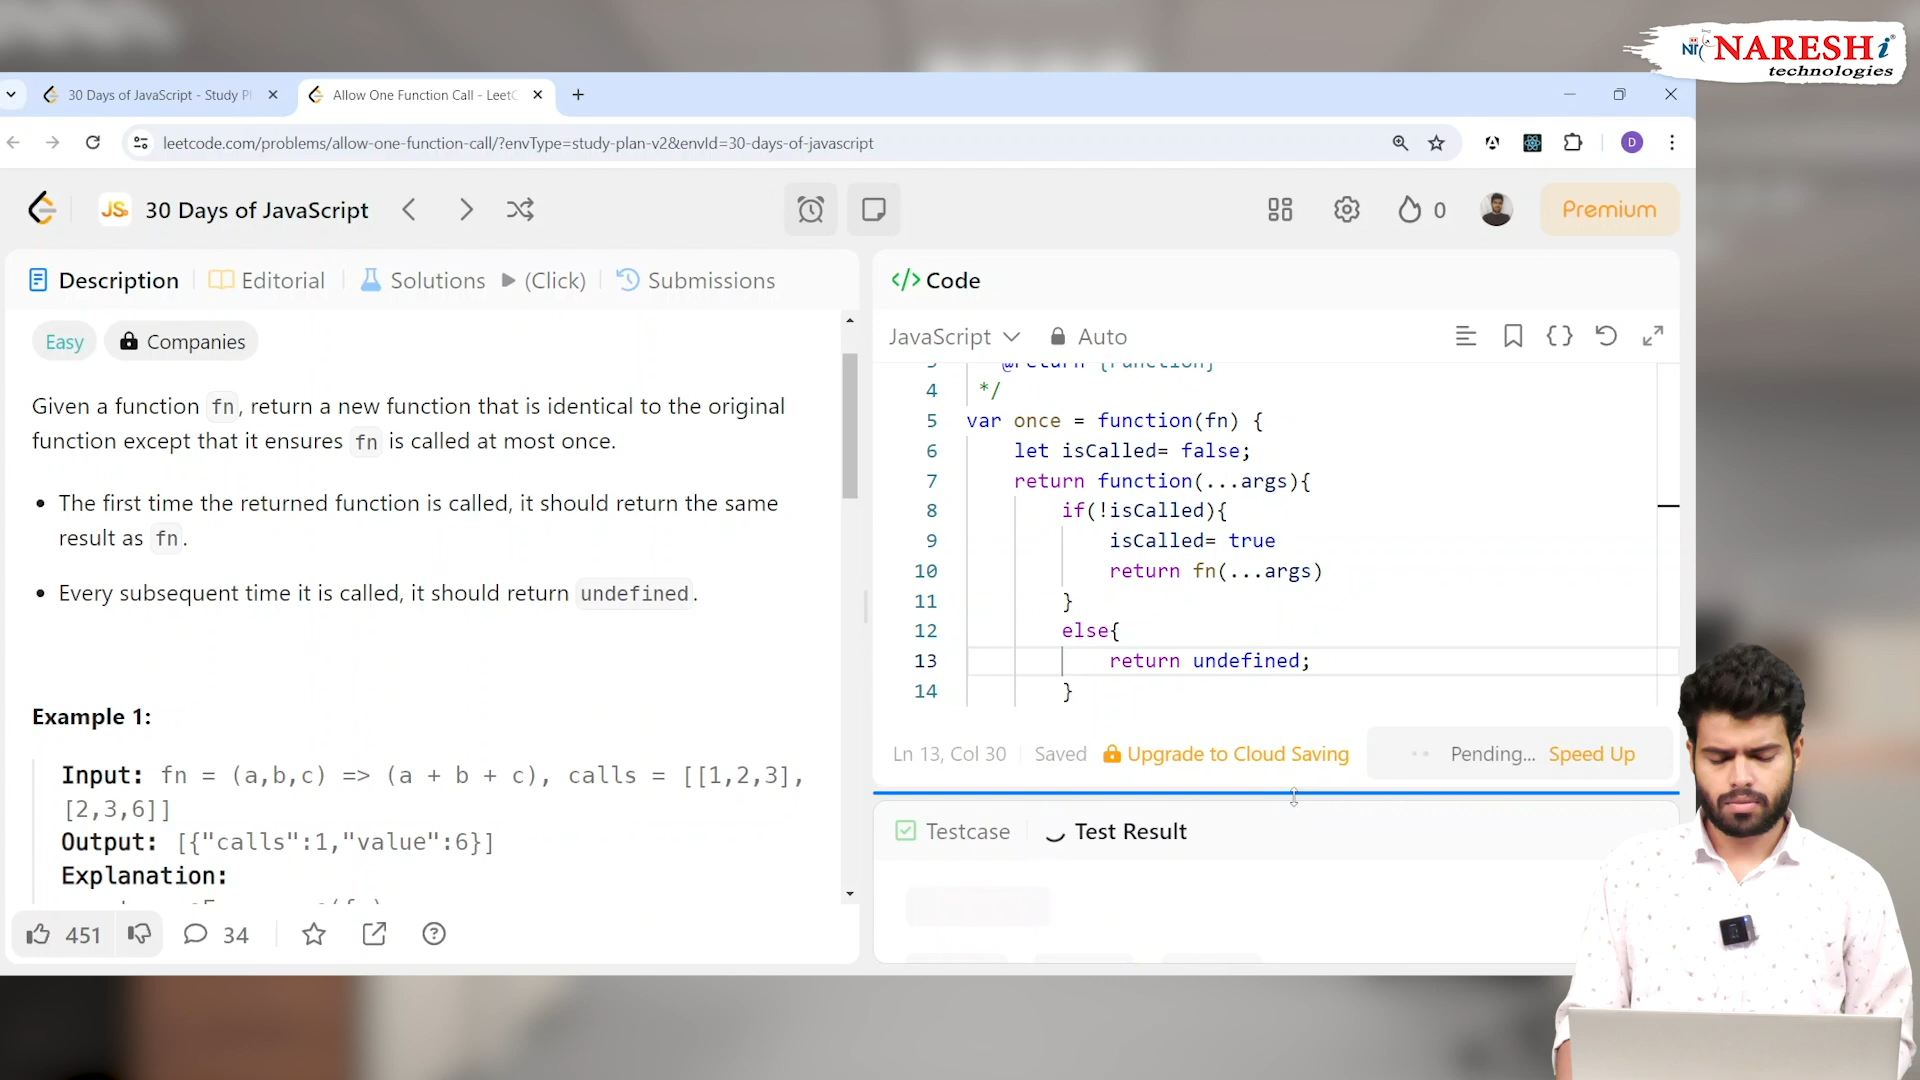 NARESH i
technologies
30 Days of JavaScript - Study Pl
Allow One Function Call - LeetC
leetcode.com/problems/allow-one-function-call/?envType=study-plan-v2&envId=30-days-of-javascript
D
JS
30 Days of JavaScript
0
Premium
Description
Editorial
Solutions
(Click)
Submissions
</> Code
Easy
Companies
JavaScript
Auto
Given a function fn, return a new function that is identical to the original
function except that it ensures fn is called at most once.
The first time the returned function is called, it should return the same
result as fn.
Every subsequent time it is called, it should return undefined.
Example 1:
Input: fn = (a,b,c) => (a + b + c), calls = [[1,2,3],
[2,3,6]]
Output: [{"calls":1,"value":6}]
Explanation:
451
34
4 */
5 var once = function(fn) {
6 let isCalled= false;
7 return function(...args){
8 if(!isCalled){
9 isCalled= true
10 return fn(...args)
11 }
12 else{
13 return undefined;
14 }
Ln 13, Col 30
Saved
Upgrade to Cloud Saving
Pending...
Speed Up
Testcase
Test Result